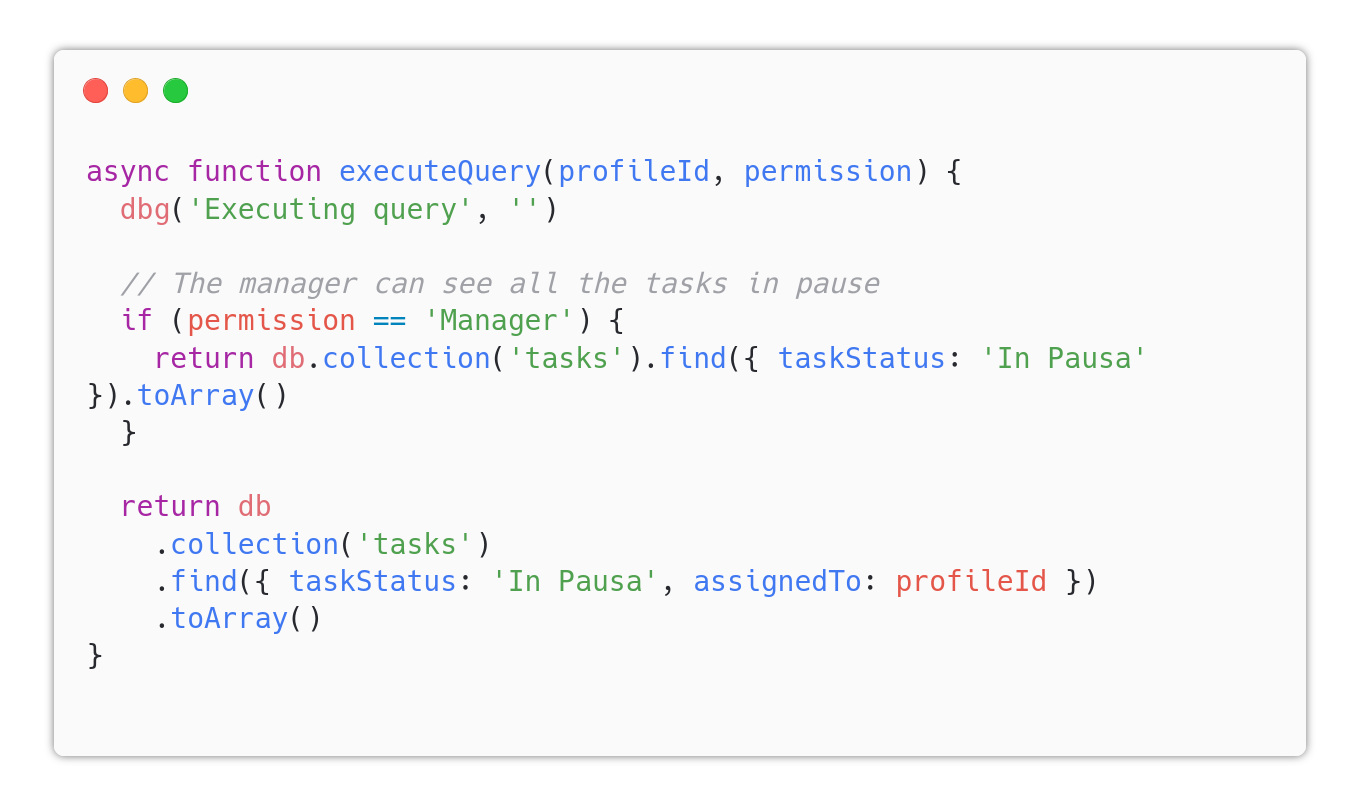 async function executeQuery(profileId, permission) {
  dbg('Executing query', '')

  // The manager can see all the tasks in pause
  if (permission == 'Manager') {
    return db.collection('tasks').find({ taskStatus: 'In Pausa'
}).toArray()
  }

  return db
    .collection('tasks')
    .find({ taskStatus: 'In Pausa', assignedTo: profileId })
    .toArray()
}